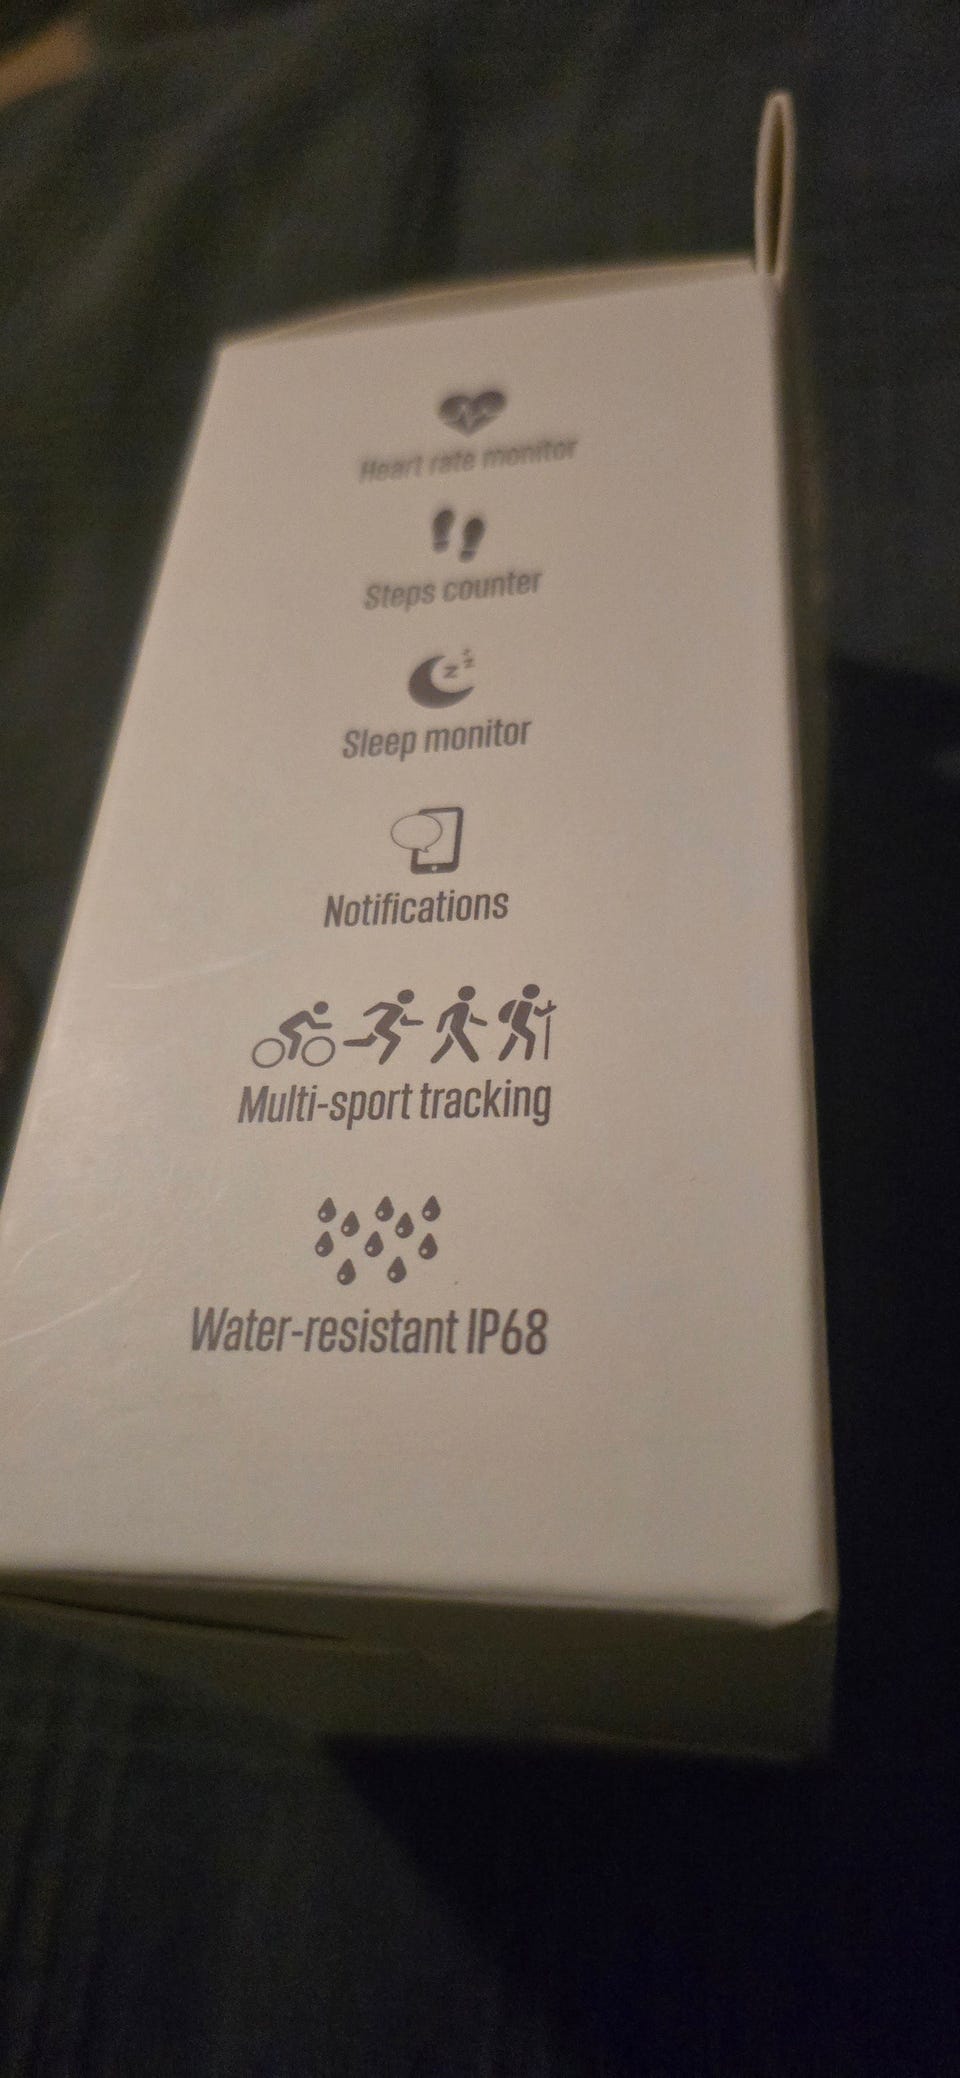 Heart rate monitor
Steps counter
Sleep monitor
Notifications
Multi-sport tracking
Water-resistant IP68